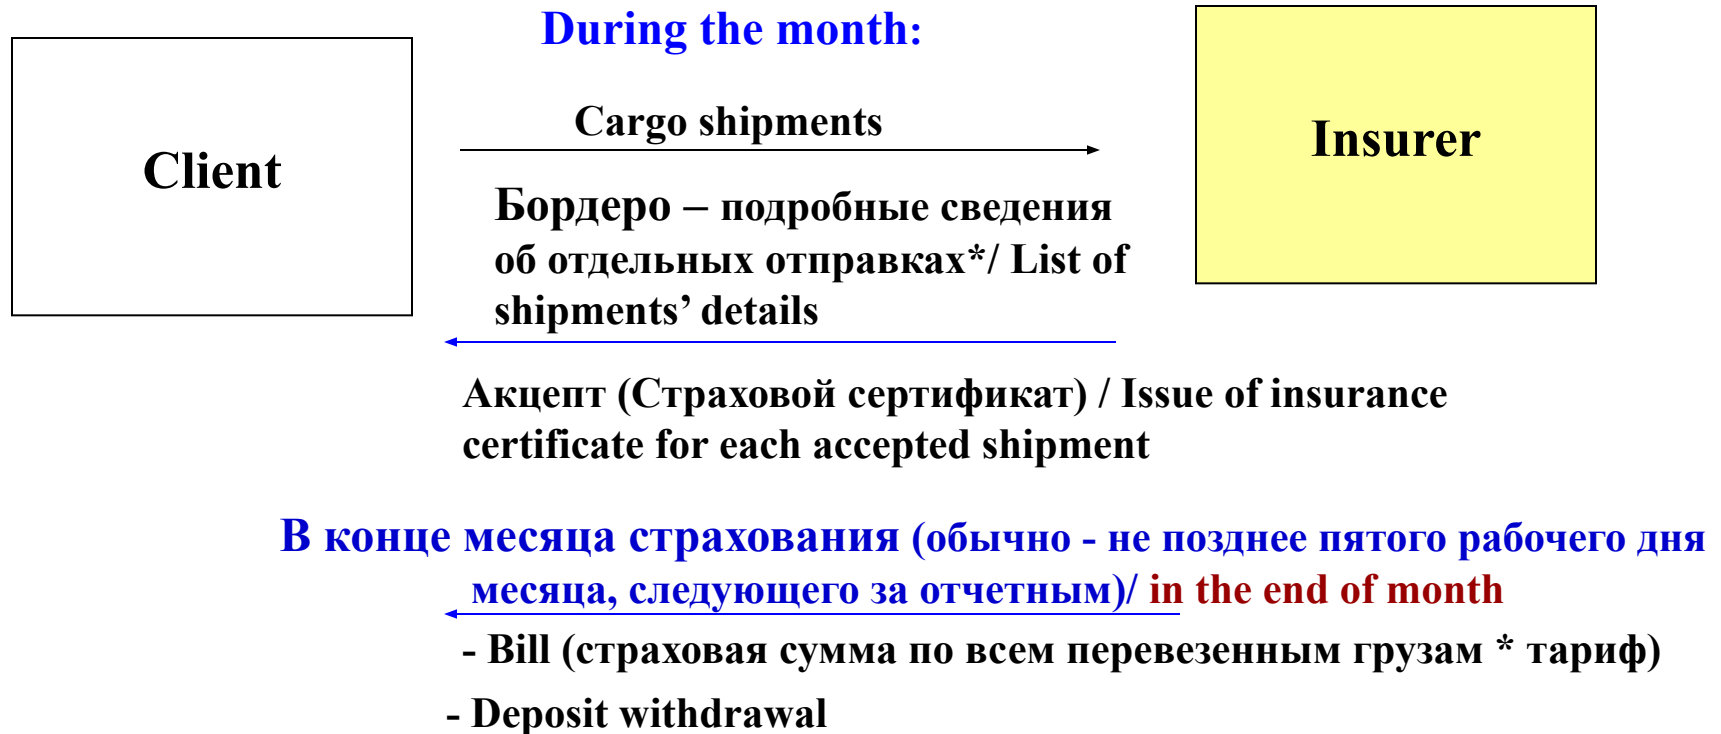 During the month:
Client
Cargo shipments
Insurer
Бордеро – подробные сведения
об отдельных отправках*/ List of
shipments’ details
Акцепт (Страховой сертификат) / Issue of insurance
certificate for each accepted shipment
В конце месяца страхования (обычно - не позднее пятого рабочего дня
месяца, следующего за отчетным)/ in the end of month
- Bill (страховая сумма по всем перевезенным грузам * тариф)
- Deposit withdrawal